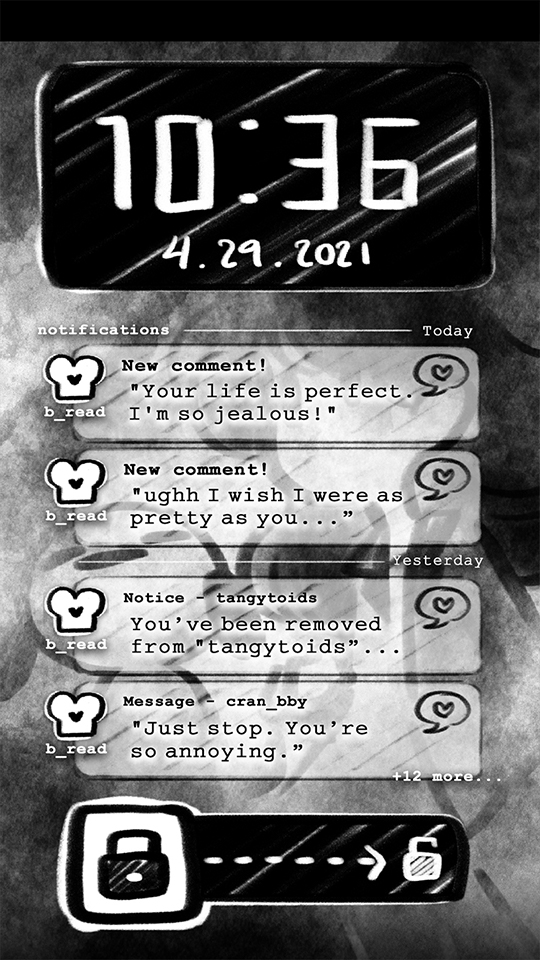 10:36
4.29.2021
notifications
Today
New comment!
"Your life is perfect.
I'm so jealous!"
b_read
New comment!
"ughh I wish I were as
pretty as you...”
b_read
Yesterday
Notice - tangytoids
You’ve been removed
from "tangytoids”...
b_read
Message - cran_bby
"Just stop. You’re
so annoying.”
b_read
+12 more...